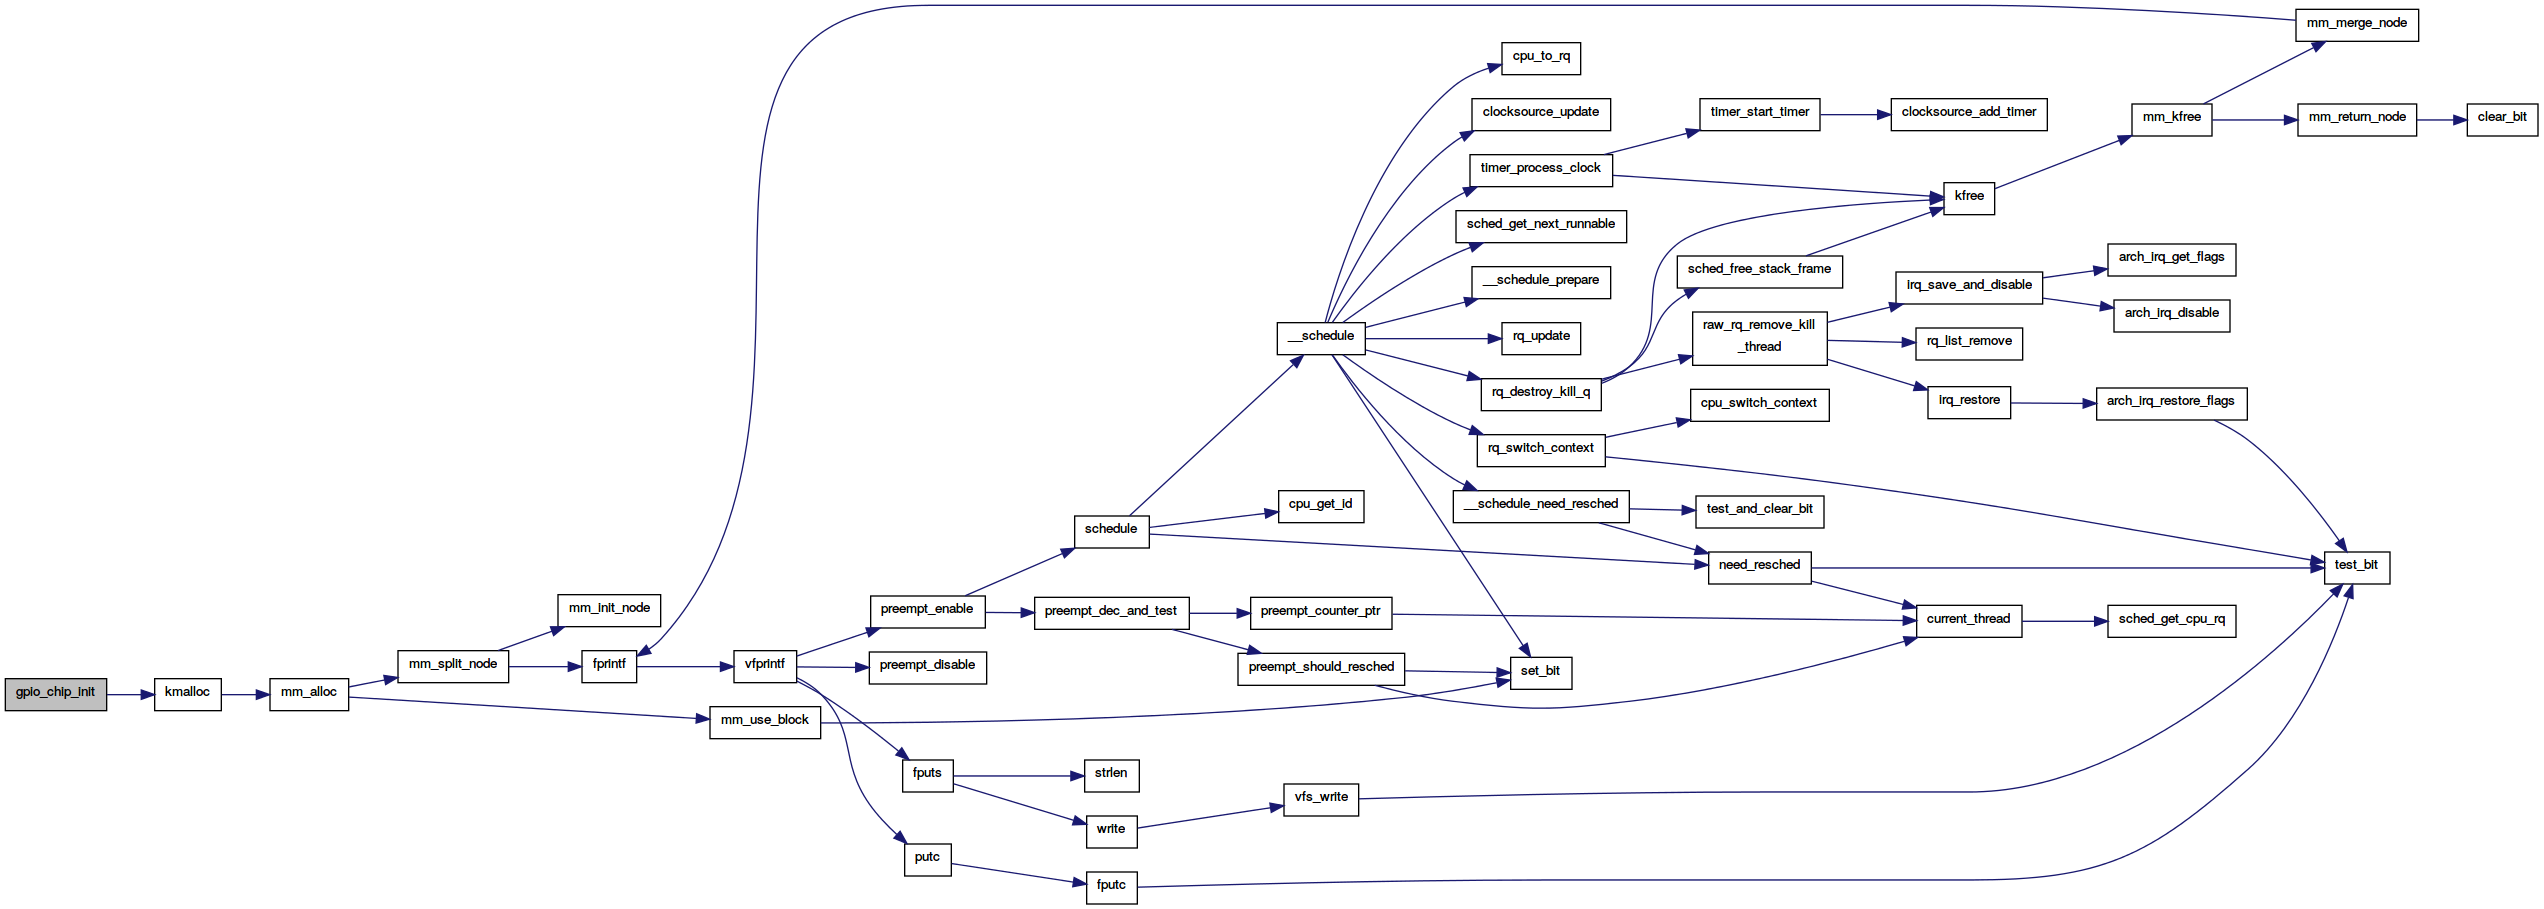 mm_merge_node
cpu_to_rq
clocksource_update
timer_start_timer
clocksource_add_timer
mm_kfree
mm_return_node
clear_bit
timer_process_clock
kfree
sched_get_next_runnable
sched_free_stack_frame
arch_irq_get_flags
__schedule_prepare
irq_save_and_disable
arch_irq_disable
__schedule
rq_update
raw_rq_remove_kill
_thread
rq_list_remove
rq_destroy_kill_q
cpu_switch_context
irq_restore
arch_irq_restore_flags
rq_switch_context
schedule
cpu_get_id
__schedule_need_resched
test_and_clear_bit
need_resched
test_bit
mm_init_node
preempt_enable
preempt_dec_and_test
preempt_counter_ptr
current_thread
sched_get_cpu_rq
mm_split_node
fprintf
vfprintf
preempt_disable
preempt_should_resched
set_bit
gpio_chip_init
kmalloc
mm_alloc
mm_use_block
fputs
strlen
vfs_write
write
putc
fputc